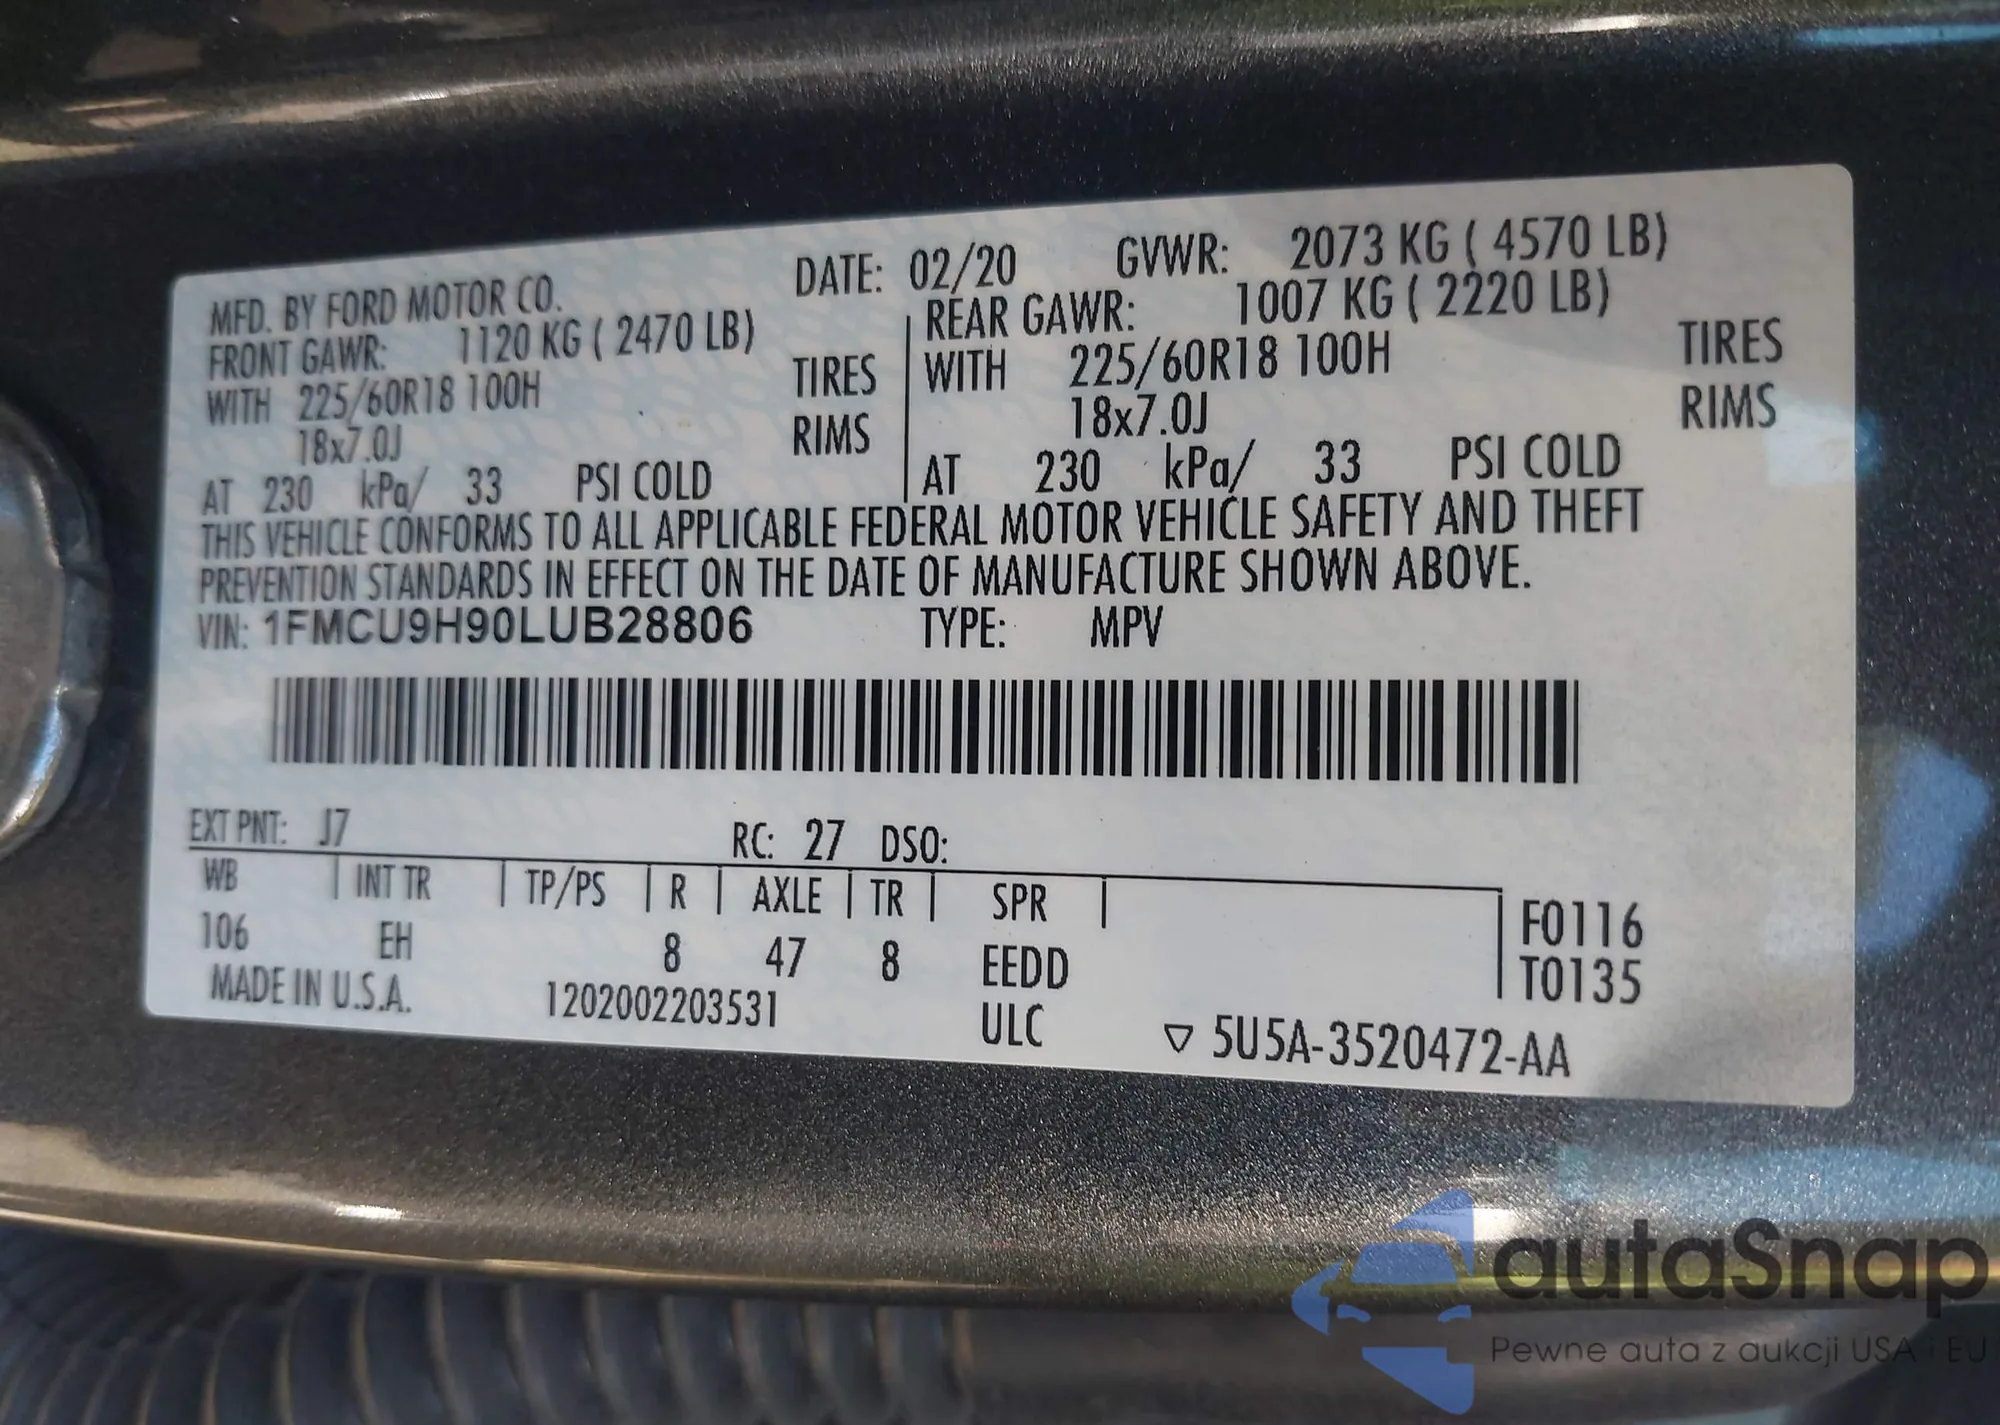 MFD. BY FORD MOTOR CO. DATE: 02/20 GVWR: 2073 KG ( 4570 LB)
FRONT GAWR: 1120 KG ( 2470 LB) REAR GAWR: 1007 KG ( 2220 LB)
WITH 225/60R18 100H TIRES WITH 225/60R18 100H TIRES
18x7.0J RIMS 18x7.0J RIMS
AT 230 kPa/ 33 PSI COLD AT 230 kPa/ 33 PSI COLD
THIS VEHICLE CONFORMS TO ALL APPLICABLE FEDERAL MOTOR VEHICLE SAFETY AND THEFT
PREVENTION STANDARDS IN EFFECT ON THE DATE OF MANUFACTURE SHOWN ABOVE.
VIN: 1FMCU9H90LUB28806 TYPE: MPV
EXT PNT: J7 RC: 27 DSO:
WB INT TR TP/PS R AXLE TR SPR F0116
106 EH 8 47 8 EEDD T0135
MADE IN U.S.A. 1202002203531 ULC ▽ 5U5A-3520472-AA
autaSnap
Pewne auta z aukcji USA i EU